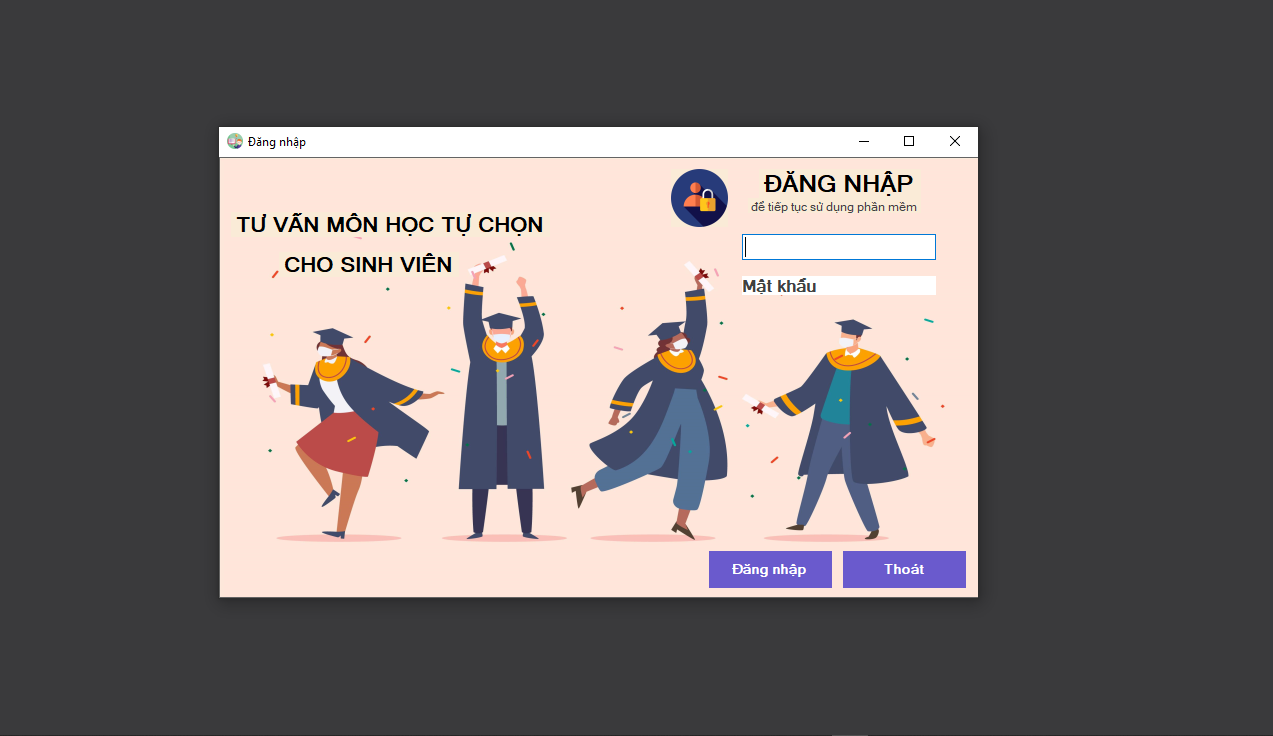 Đăng nhập
ĐĂNG NHẬP
để tiếp tục sử dụng phần mềm
TƯ VẤN MÔN HỌC TỰ CHỌN
CHO SINH VIÊN
Mật khẩu
Đăng nhập
Thoát